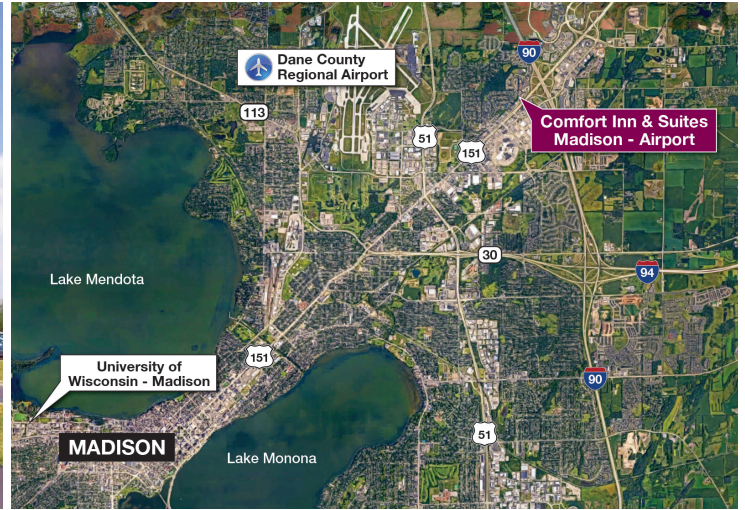 Dane County
Regional Airport
90
113
Comfort Inn & Suites
Madison - Airport
51
151
30
94
Lake Mendota
151
University of
Wisconsin - Madison
90
MADISON
51
Lake Monona